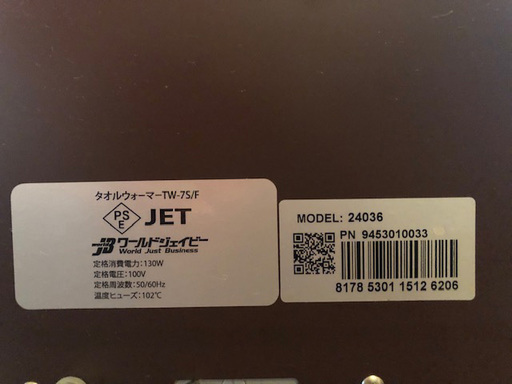 タオルウォーマーTW-7S/F
PS
E
JET
JB ワールドジェイビー
World Just Business
定格消費電力：130W
定格電圧：100V
定格周波数：50/60Hz
温度ヒューズ：102℃
MODEL: 24036
PN 9453010033
8178 5301 1512 6206